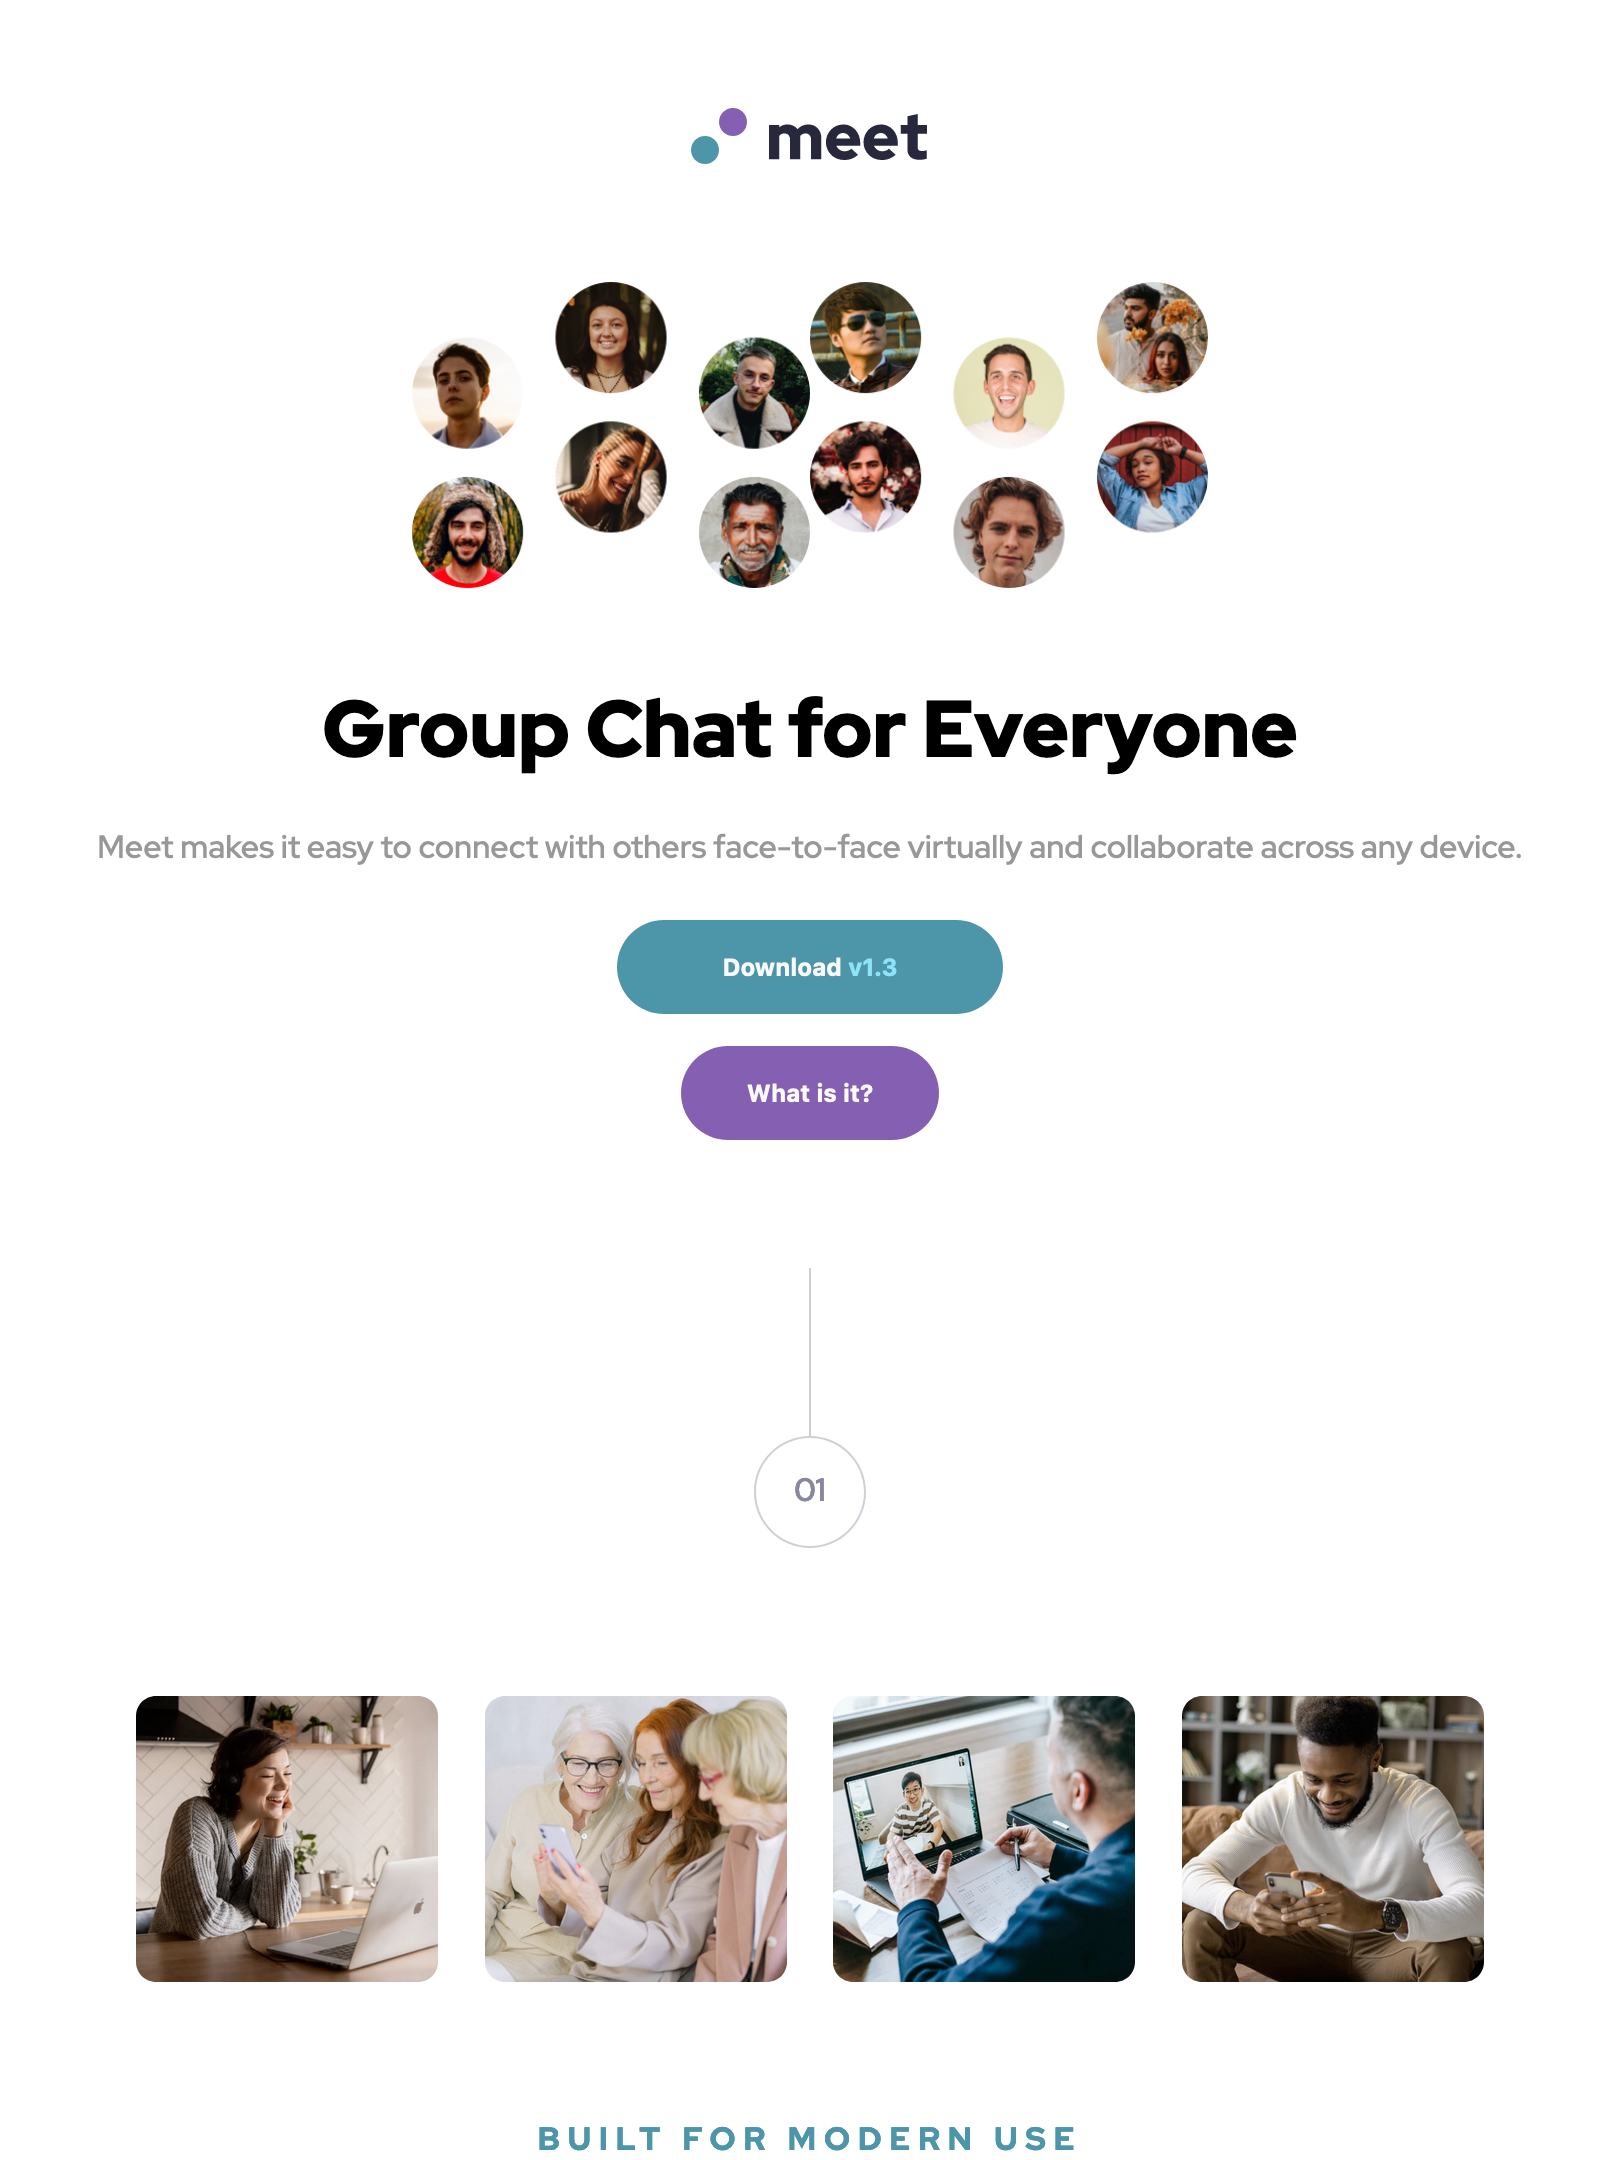 meet
Group Chat for Everyone
Meet makes it easy to connect with others face-to-face virtually and collaborate across any device.
Download v1.3
What is it?
01
BUILT FOR MODERN USE